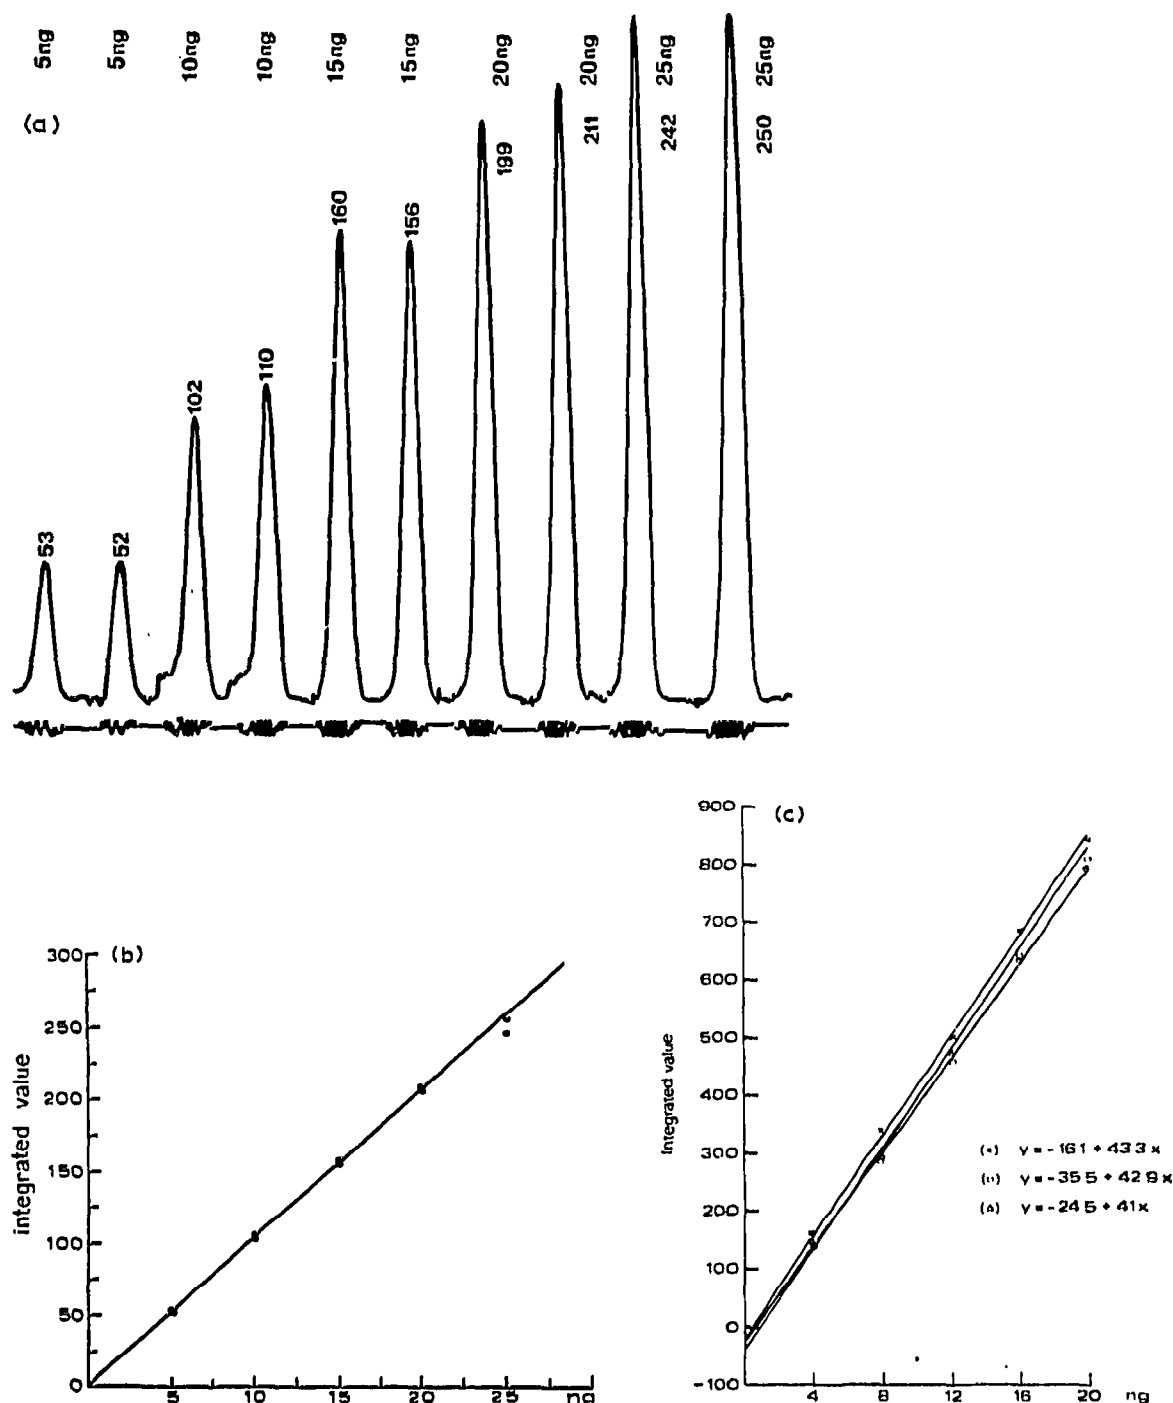 5ng 5ng 10ng 10ng 15ng 15ng 20ng 20ng 25ng 25ng
(a)
53 52 102 110 160 156 199 211 242 250
(b)
integrated value
300
250
200
150
100
50
0
5 10 15 20 25 ng
(c)
Integrated value
900
800
700
600
500
400
300
200
100
0
-100
4 8 12 16 20 ng
y = -16.1 + 43.3 x
y = -35.5 + 42.9 x
y = -24.5 + 41 x